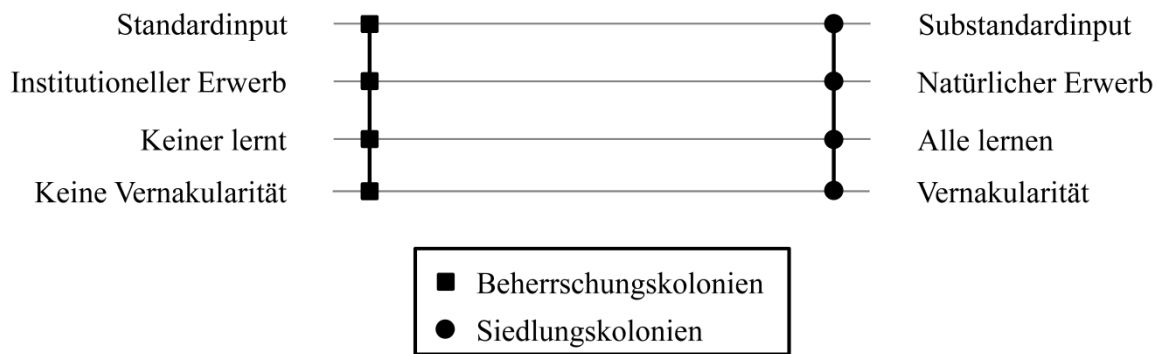 Standardinput Substandardinput
Institutioneller Erwerb Natürlicher Erwerb
Keiner lernt Alle lernen
Keine Vernakularität Vernakularität
Beherrschungskolonien
Siedlungskolonien